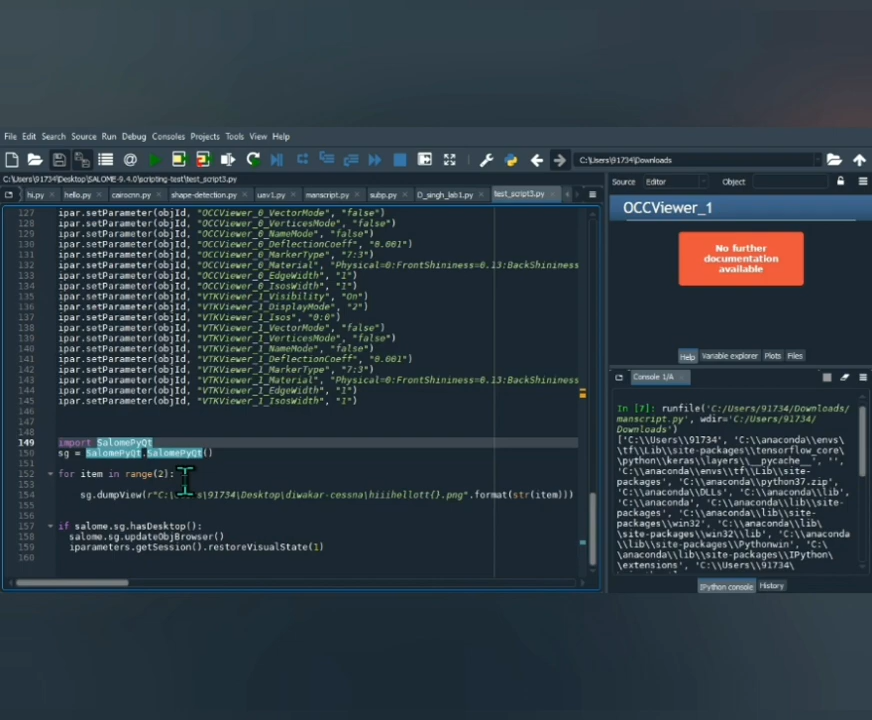 File Edit Search Source Run Debug Consoles Projects Tools View Help
C:\Users\91734\Downloads
C:\Users\91734\Desktop\SALOME-9.4.0\scripting-test\test_script3.py
hi.py hello.py cairocnn.py shape-detection.py uav1.py manscript.py subp.py D_singh_lab1.py test_script3.py
127 ipar.setParameter(objId, "OCCViewer_0_VectorMode", "false")
128 ipar.setParameter(objId, "OCCViewer_0_VerticesMode", "false")
129 ipar.setParameter(objId, "OCCViewer_0_NameMode", "false")
130 ipar.setParameter(objId, "OCCViewer_0_DeflectionCoeff", "0.001")
131 ipar.setParameter(objId, "OCCViewer_0_MarkerType", "7:3")
132 ipar.setParameter(objId, "OCCViewer_0_Material", "Physical=0:FrontShininess=0.13:BackShininess
133 ipar.setParameter(objId, "OCCViewer_0_EdgeWidth", "1")
134 ipar.setParameter(objId, "OCCViewer_0_IsosWidth", "1")
135 ipar.setParameter(objId, "VTKViewer_1_Visibility", "On")
136 ipar.setParameter(objId, "VTKViewer_1_DisplayMode", "2")
137 ipar.setParameter(objId, "VTKViewer_1_Isos", "0:0")
138 ipar.setParameter(objId, "VTKViewer_1_VectorMode", "false")
139 ipar.setParameter(objId, "VTKViewer_1_VerticesMode", "false")
140 ipar.setParameter(objId, "VTKViewer_1_NameMode", "false")
141 ipar.setParameter(objId, "VTKViewer_1_DeflectionCoeff", "0.001")
142 ipar.setParameter(objId, "VTKViewer_1_MarkerType", "7:3")
143 ipar.setParameter(objId, "VTKViewer_1_Material", "Physical=0:FrontShininess=0.13:BackShininess
144 ipar.setParameter(objId, "VTKViewer_1_EdgeWidth", "1")
145 ipar.setParameter(objId, "VTKViewer_1_IsosWidth", "1")
146
147
148
149 import SalomePyQt
150 sg = SalomePyQt.SalomePyQt()
151
152 for item in range(2):
153
154 sg.dumpView(r"C:\ s\91734\Desktop\diwakar-cessna\hiiihellott{}.png".format(str(item)))
155
156
157 if salome.sg.hasDesktop():
158 salome.sg.updateObjBrowser()
159 iparameters.getSession().restoreVisualState(1)
160
Source Editor Object
OCCViewer_1
No further
documentation
available
Help Variable explorer Plots Files
Console 1/A
In [7]: runfile('C:/Users/91734/Downloads/
manscript.py', wdir='C:/Users/91734/
Downloads')
['C:\\Users\\91734', 'C:\\anaconda\\envs\
\tf\\Lib\\site-packages\\tensorflow_core\
\python\\keras\\layers\\__pycache__', '',
'C:\\anaconda\\envs\\tf\\python37.zip',
'C:\\anaconda\\DLLs', 'C:\\anaconda\\lib',
'C:\\anaconda', 'C:\\anaconda\\lib\\site-
packages', 'C:\\anaconda\\lib\\site-
packages\\win32', 'C:\\anaconda\\lib\
\site-packages\\win32\\lib', 'C:\\anaconda
\\lib\\site-packages\\Pythonwin', 'C:\
\anaconda\\lib\\site-packages\\IPython\
\extensions', 'C:\\Users\\91734\
IPython console History